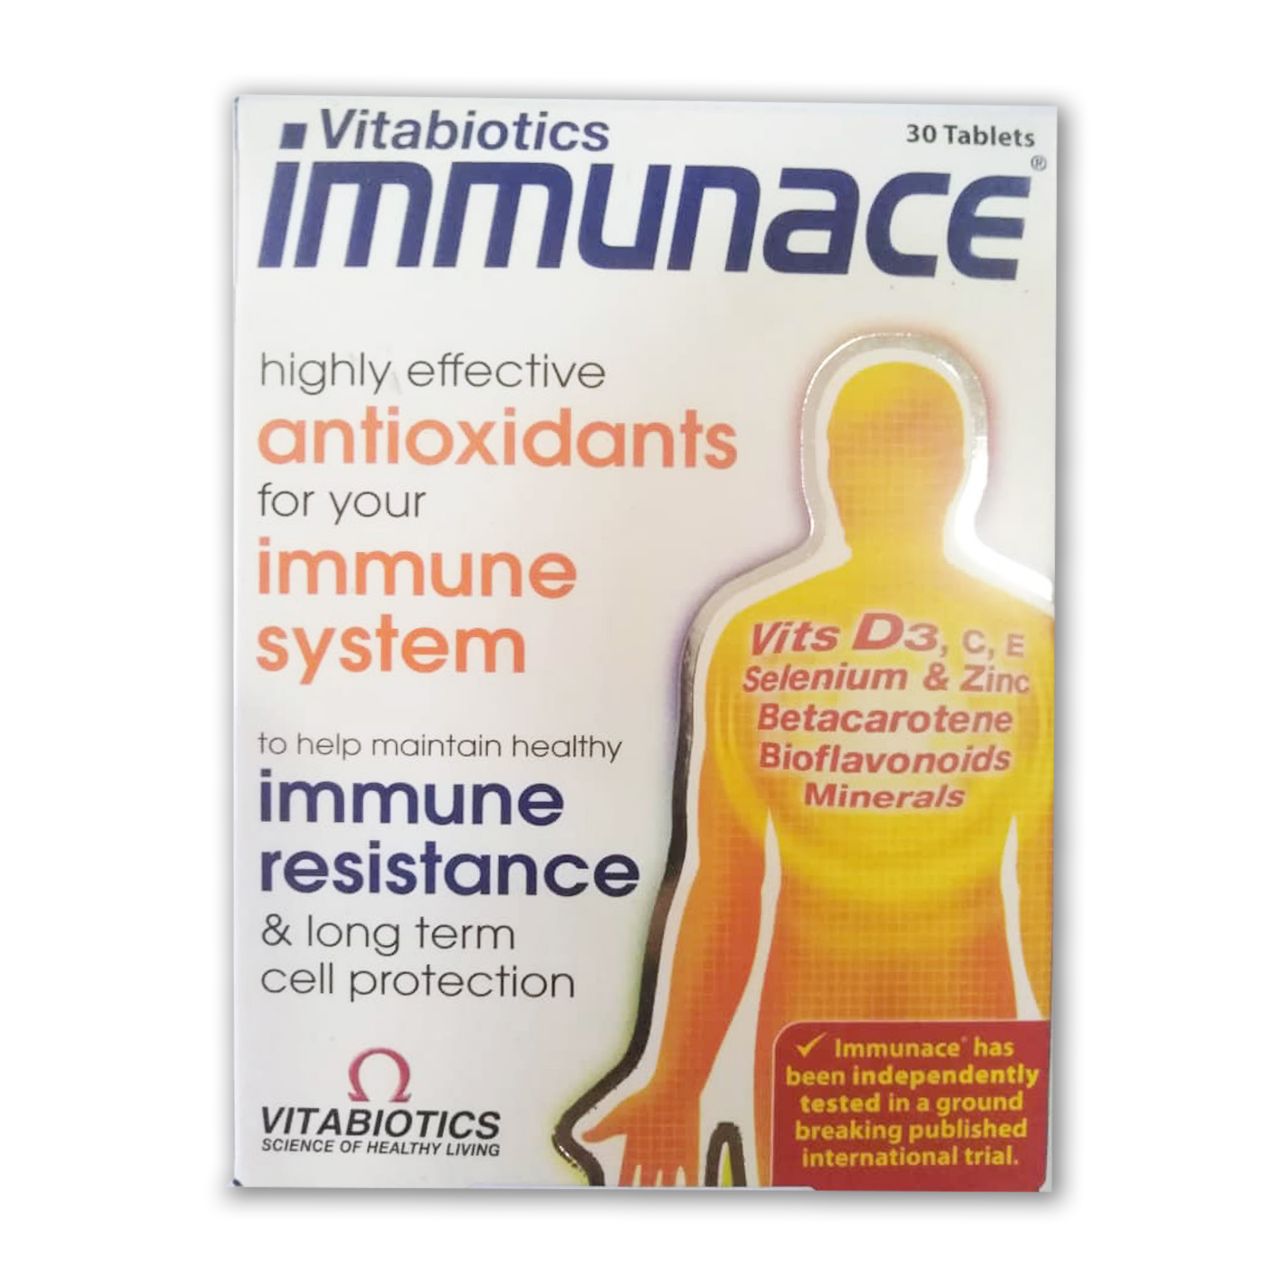 Vitabiotics
30 Tablets
immunace®
highly effective
antioxidants
for your
immune
system
to help maintain healthy
immune
resistance
& long term
cell protection
Vits D3, C, E
Selenium & Zinc
Betacarotene
Bioflavonoids
Minerals
VITABIOTICS
SCIENCE OF HEALTHY LIVING
✓ Immunace® has
been independently
tested in a ground
breaking published
international trial.